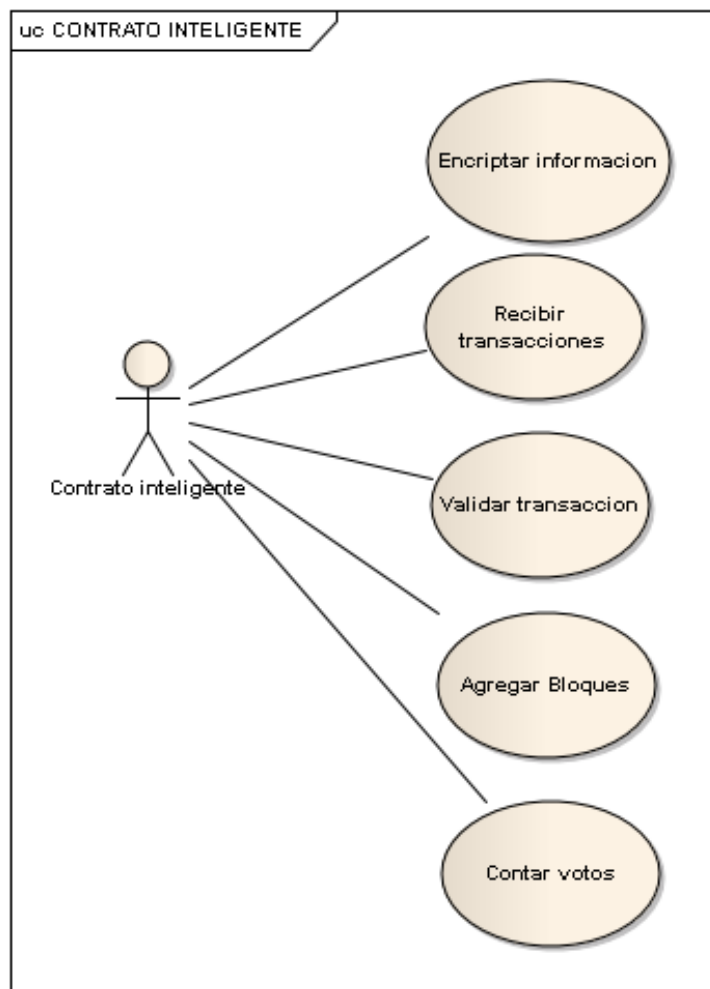 uc CONTRATO INTELIGENTE
Encriptar informacion
Recibir
transacciones
Contrato inteligente
Validar transaccion
Agregar Bloques
Contar votos